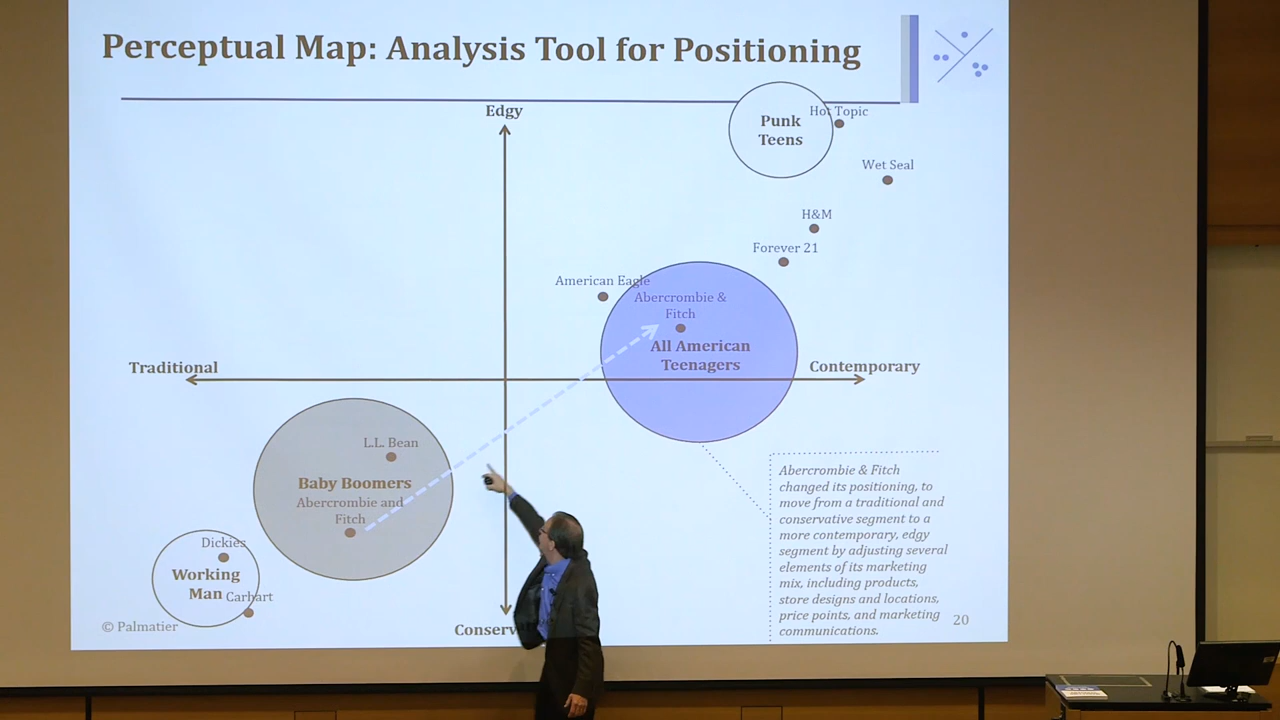 Perceptual Map: Analysis Tool for Positioning
Edgy
Hot Topic
Punk
Teens
Wet Seal
H&M
Forever 21
American Eagle
Abercrombie &
Fitch
All American
Teenagers
Traditional
Contemporary
L.L. Bean
Baby Boomers
Abercrombie and
Fitch
Dickies
Working
Man
Carhart
Abercrombie & Fitch
changed its positioning, to
move from a traditional and
conservative segment to a
more contemporary, edgy
segment by adjusting several
elements of its marketing
mix, including products,
store designs and locations,
price points, and marketing
communications.
© Palmatier
20